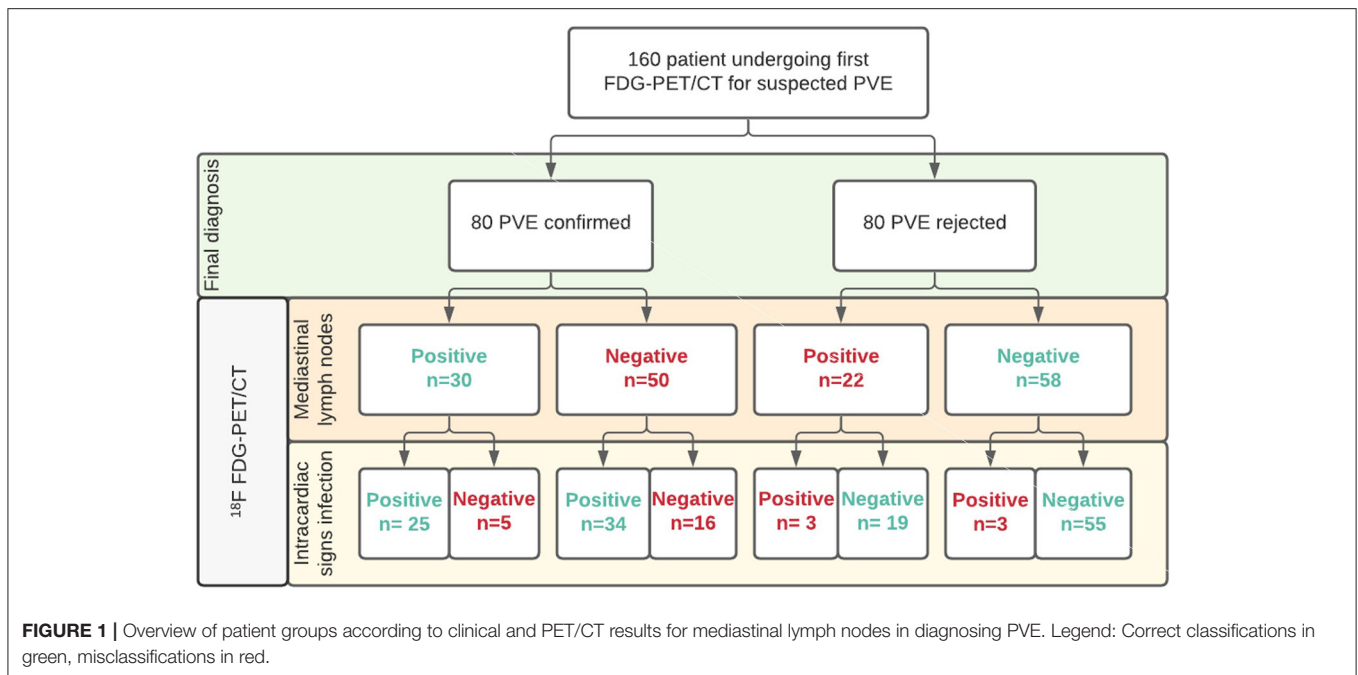 160 patient undergoing first
FDG-PET/CT for suspected PVE
Final diagnosis
80 PVE confirmed
80 PVE rejected
18F FDG-PET/CT
Mediastinal
lymph nodes
Positive
n=30
Negative
n=50
Positive
n=22
Negative
n=58
Intracardiac
signs infection
Positive
n= 25
Negative
n=5
Positive
n=34
Negative
n=16
Positive
n= 3
Negative
n= 19
Positive
n=3
Negative
n=55
FIGURE 1 | Overview of patient groups according to clinical and PET/CT results for mediastinal lymph nodes in diagnosing PVE. Legend: Correct classifications in
green, misclassifications in red.